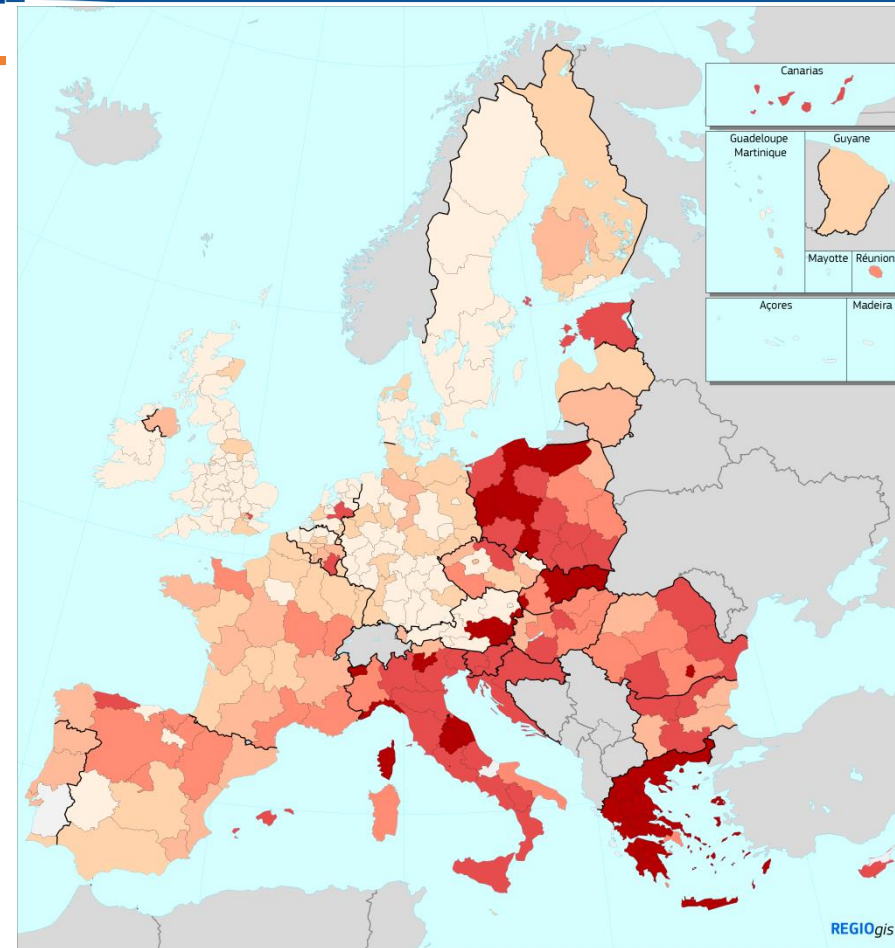 Canarias
Guadeloupe
Martinique
Guyane
Mayotte
Réunion
Açores
Madeira
REGIOgis